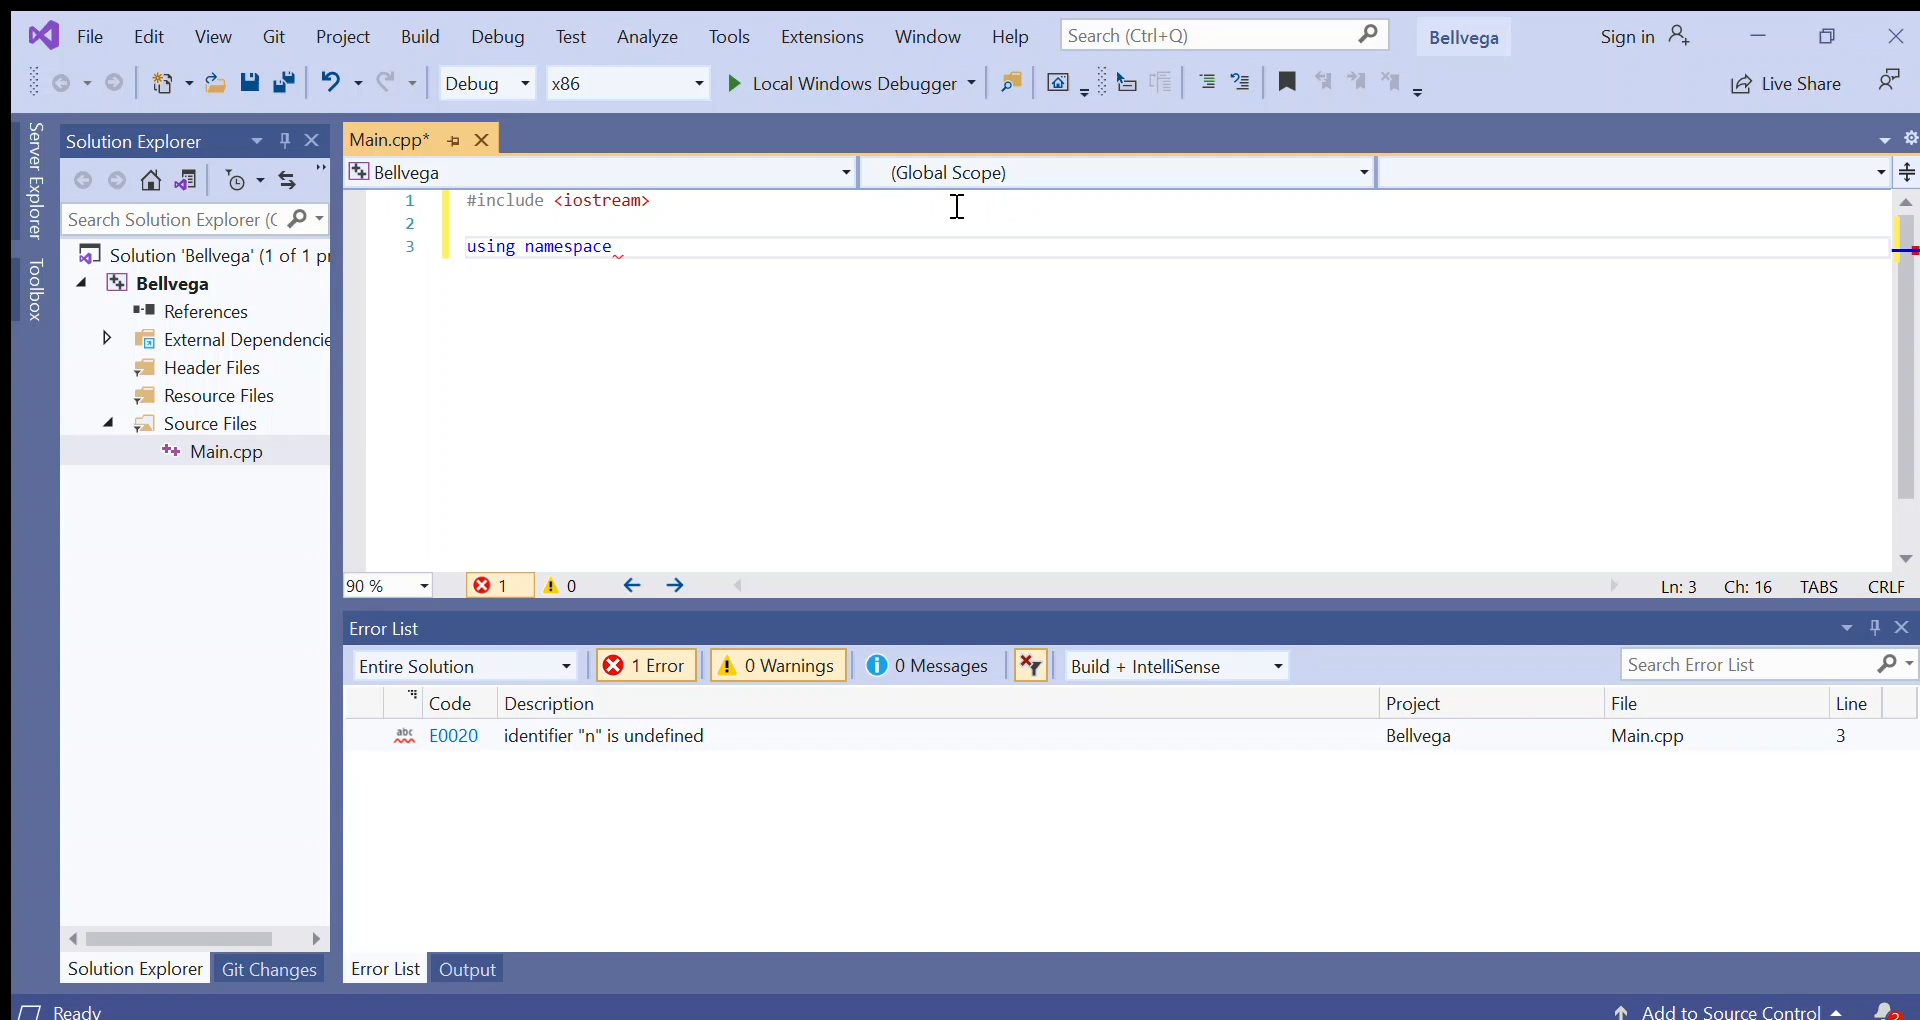 File Edit View Git Project Build Debug Test Analyze Tools Extensions Window Help Search (Ctrl+Q) Bellvega Sign in
Debug x86 Local Windows Debugger Live Share
Server Explorer
Toolbox
Solution Explorer
Search Solution Explorer (C
Solution 'Bellvega' (1 of 1 pr
Bellvega
References
External Dependencie
Header Files
Resource Files
Source Files
Main.cpp
Solution Explorer Git Changes
Main.cpp*
Bellvega (Global Scope)
1 #include <iostream>
2
3 using namespace
90 % 1 0 Ln: 3 Ch: 16 TABS CRLF
Error List
Entire Solution 1 Error 0 Warnings 0 Messages Build + IntelliSense Search Error List
Code Description Project File Line
abc E0020 identifier "n" is undefined Bellvega Main.cpp 3
Error List Output
Ready Add to Source Control 2